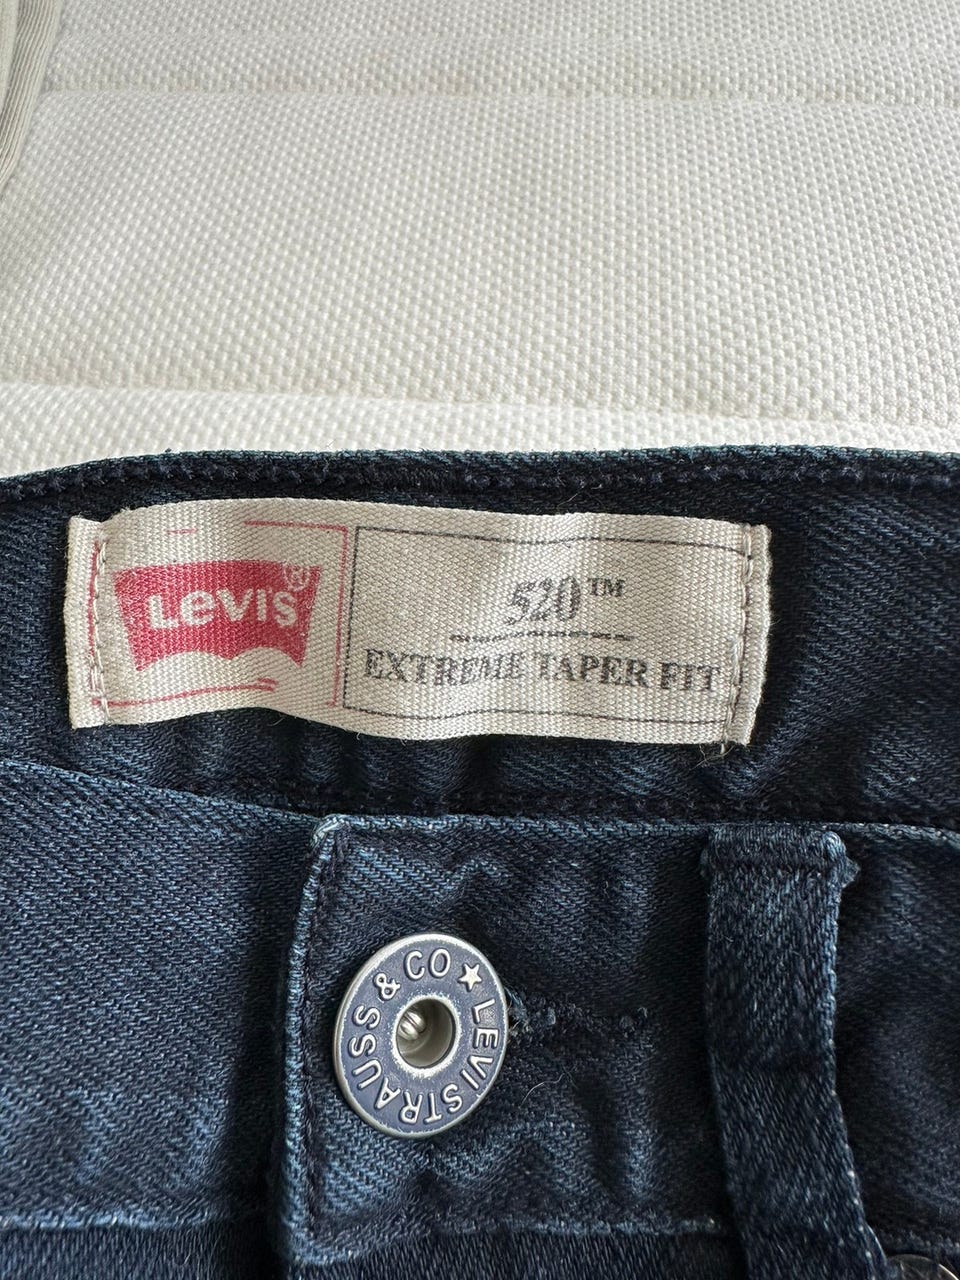 LEVI'S®
520™
EXTREME TAPER FIT
LEVI STRAUSS & CO ★